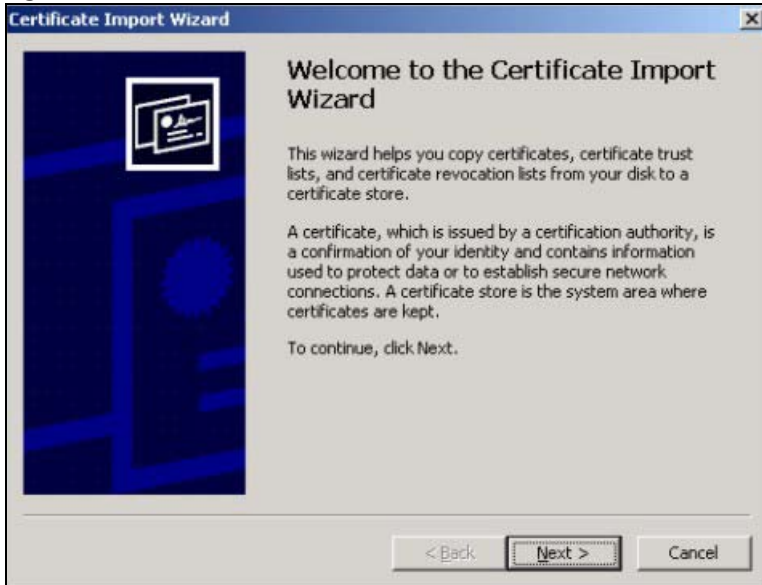 Certificate Import Wizard
Welcome to the Certificate Import
Wizard
This wizard helps you copy certificates, certificate trust
lists, and certificate revocation lists from your disk to a
certificate store.
A certificate, which is issued by a certification authority, is
a confirmation of your identity and contains information
used to protect data or to establish secure network
connections. A certificate store is the system area where
certificates are kept.
To continue, click Next.
< Back Next > Cancel